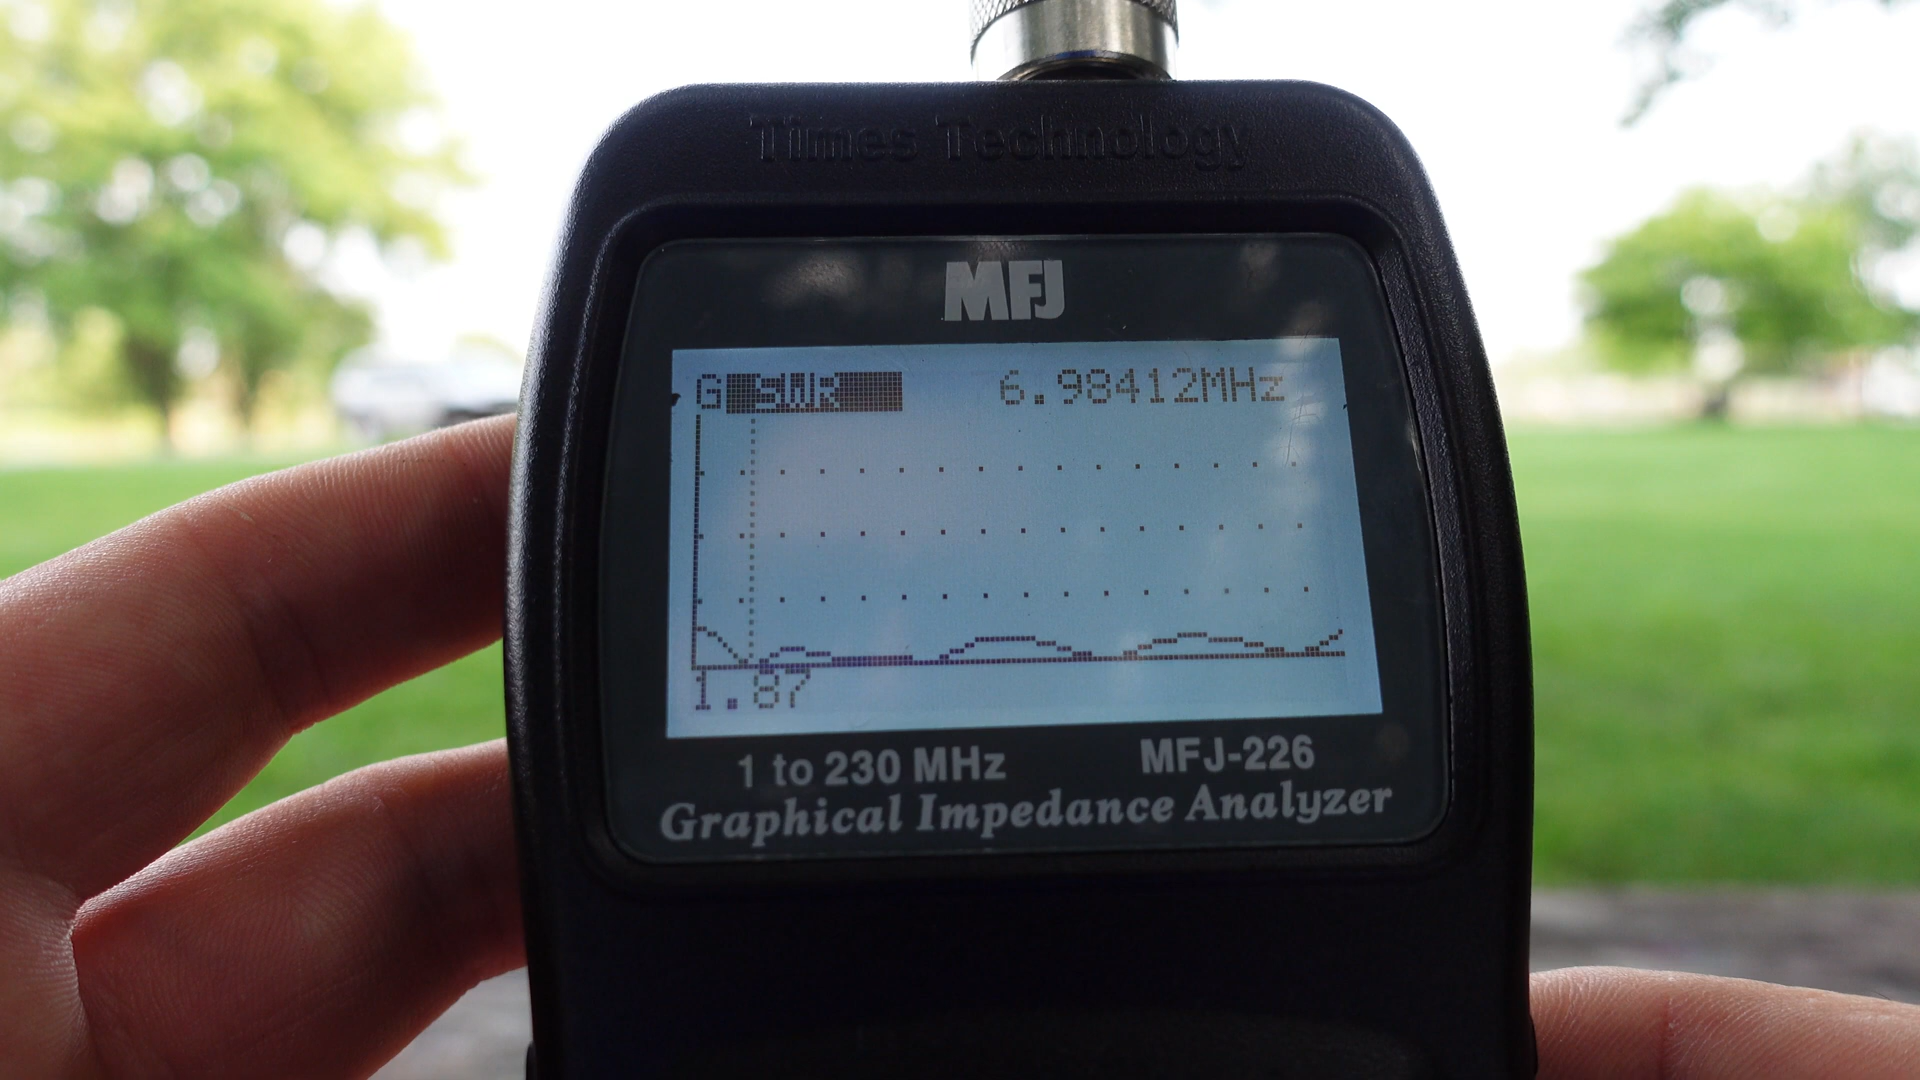 Times Technology
MFJ
G SWR 6.98412MHz
1.87
1 to 230 MHz MFJ-226
Graphical Impedance Analyzer